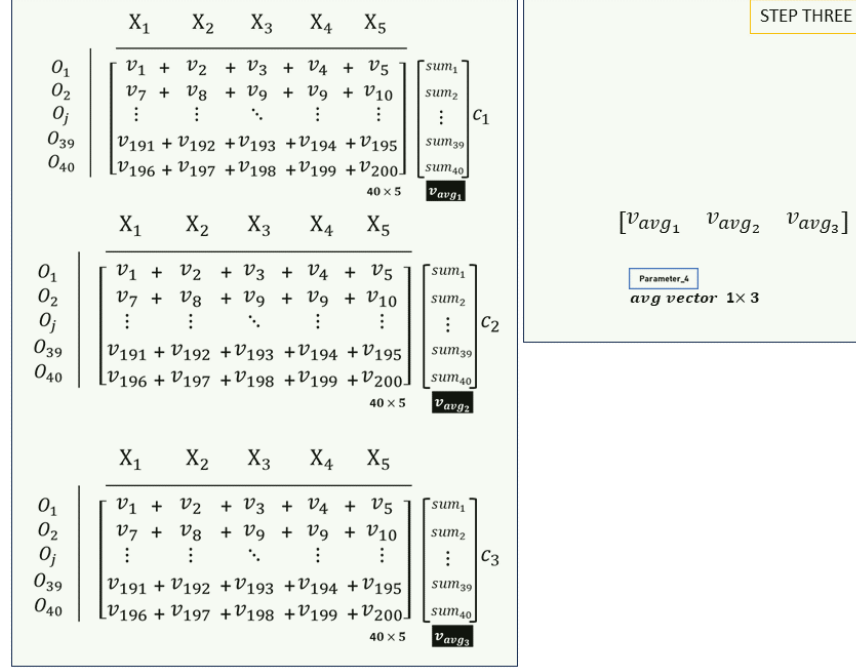 X₁ X₂ X₃ X₄ X₅
O₁ v₁ + v₂ + v₃ + v₄ + v₅ sum₁
O₂ v₇ + v₈ + v₉ + v₉ + v₁₀ sum₂
Oⱼ ⋮ ⋮ ⋱ ⋮ ⋮ ⋮ c₁
O₃₉ v₁₉₁ + v₁₉₂ + v₁₉₃ + v₁₉₄ + v₁₉₅ sum₃₉
O₄₀ v₁₉₆ + v₁₉₇ + v₁₉₈ + v₁₉₉ + v₂₀₀ sum₄₀
40 × 5 v_avg₁
X₁ X₂ X₃ X₄ X₅
O₁ v₁ + v₂ + v₃ + v₄ + v₅ sum₁
O₂ v₇ + v₈ + v₉ + v₉ + v₁₀ sum₂
Oⱼ ⋮ ⋮ ⋱ ⋮ ⋮ ⋮ c₂
O₃₉ v₁₉₁ + v₁₉₂ + v₁₉₃ + v₁₉₄ + v₁₉₅ sum₃₉
O₄₀ v₁₉₆ + v₁₉₇ + v₁₉₈ + v₁₉₉ + v₂₀₀ sum₄₀
40 × 5 v_avg₂
X₁ X₂ X₃ X₄ X₅
O₁ v₁ + v₂ + v₃ + v₄ + v₅ sum₁
O₂ v₇ + v₈ + v₉ + v₉ + v₁₀ sum₂
Oⱼ ⋮ ⋮ ⋱ ⋮ ⋮ ⋮ c₃
O₃₉ v₁₉₁ + v₁₉₂ + v₁₉₃ + v₁₉₄ + v₁₉₅ sum₃₉
O₄₀ v₁₉₆ + v₁₉₇ + v₁₉₈ + v₁₉₉ + v₂₀₀ sum₄₀
40 × 5 v_avg₃
STEP THREE
[v_avg₁ v_avg₂ v_avg₃]
Parameter_4
avg vector 1× 3